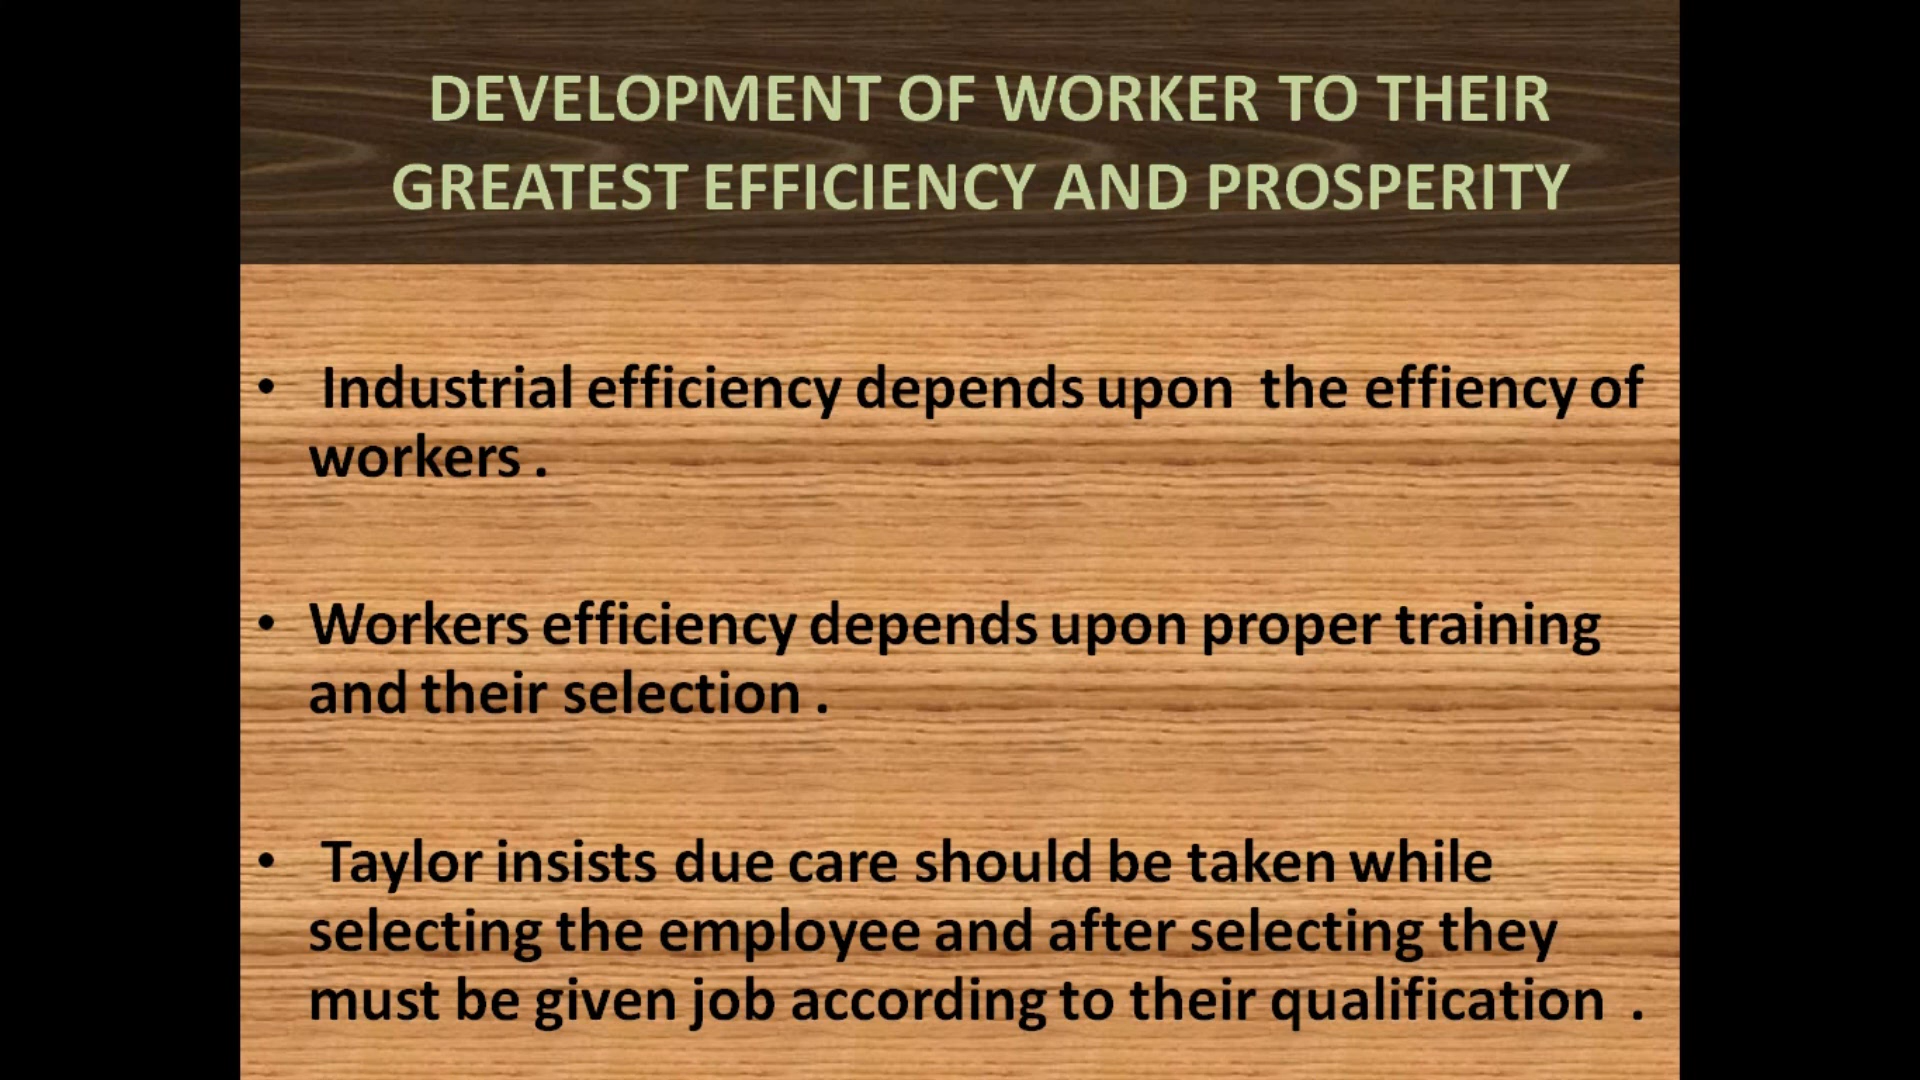 DEVELOPMENT OF WORKER TO THEIR
GREATEST EFFICIENCY AND PROSPERITY
• Industrial efficiency depends upon the effiency of
workers .
• Workers efficiency depends upon proper training
and their selection .
• Taylor insists due care should be taken while
selecting the employee and after selecting they
must be given job according to their qualification .